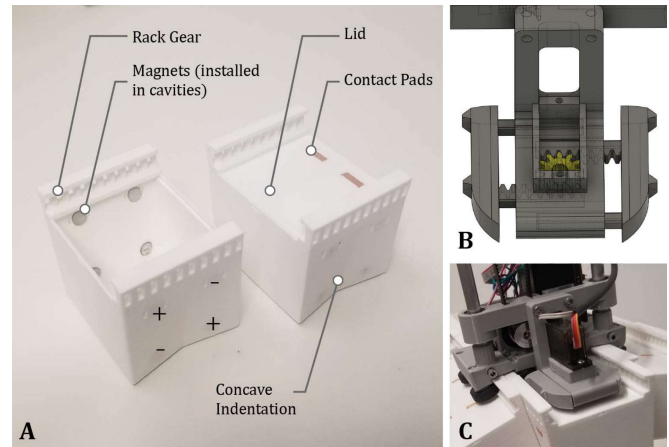 Rack Gear
Magnets (installed
in cavities)
Lid
Contact Pads
+
-
-
+
Concave
Indentation
A
B
C